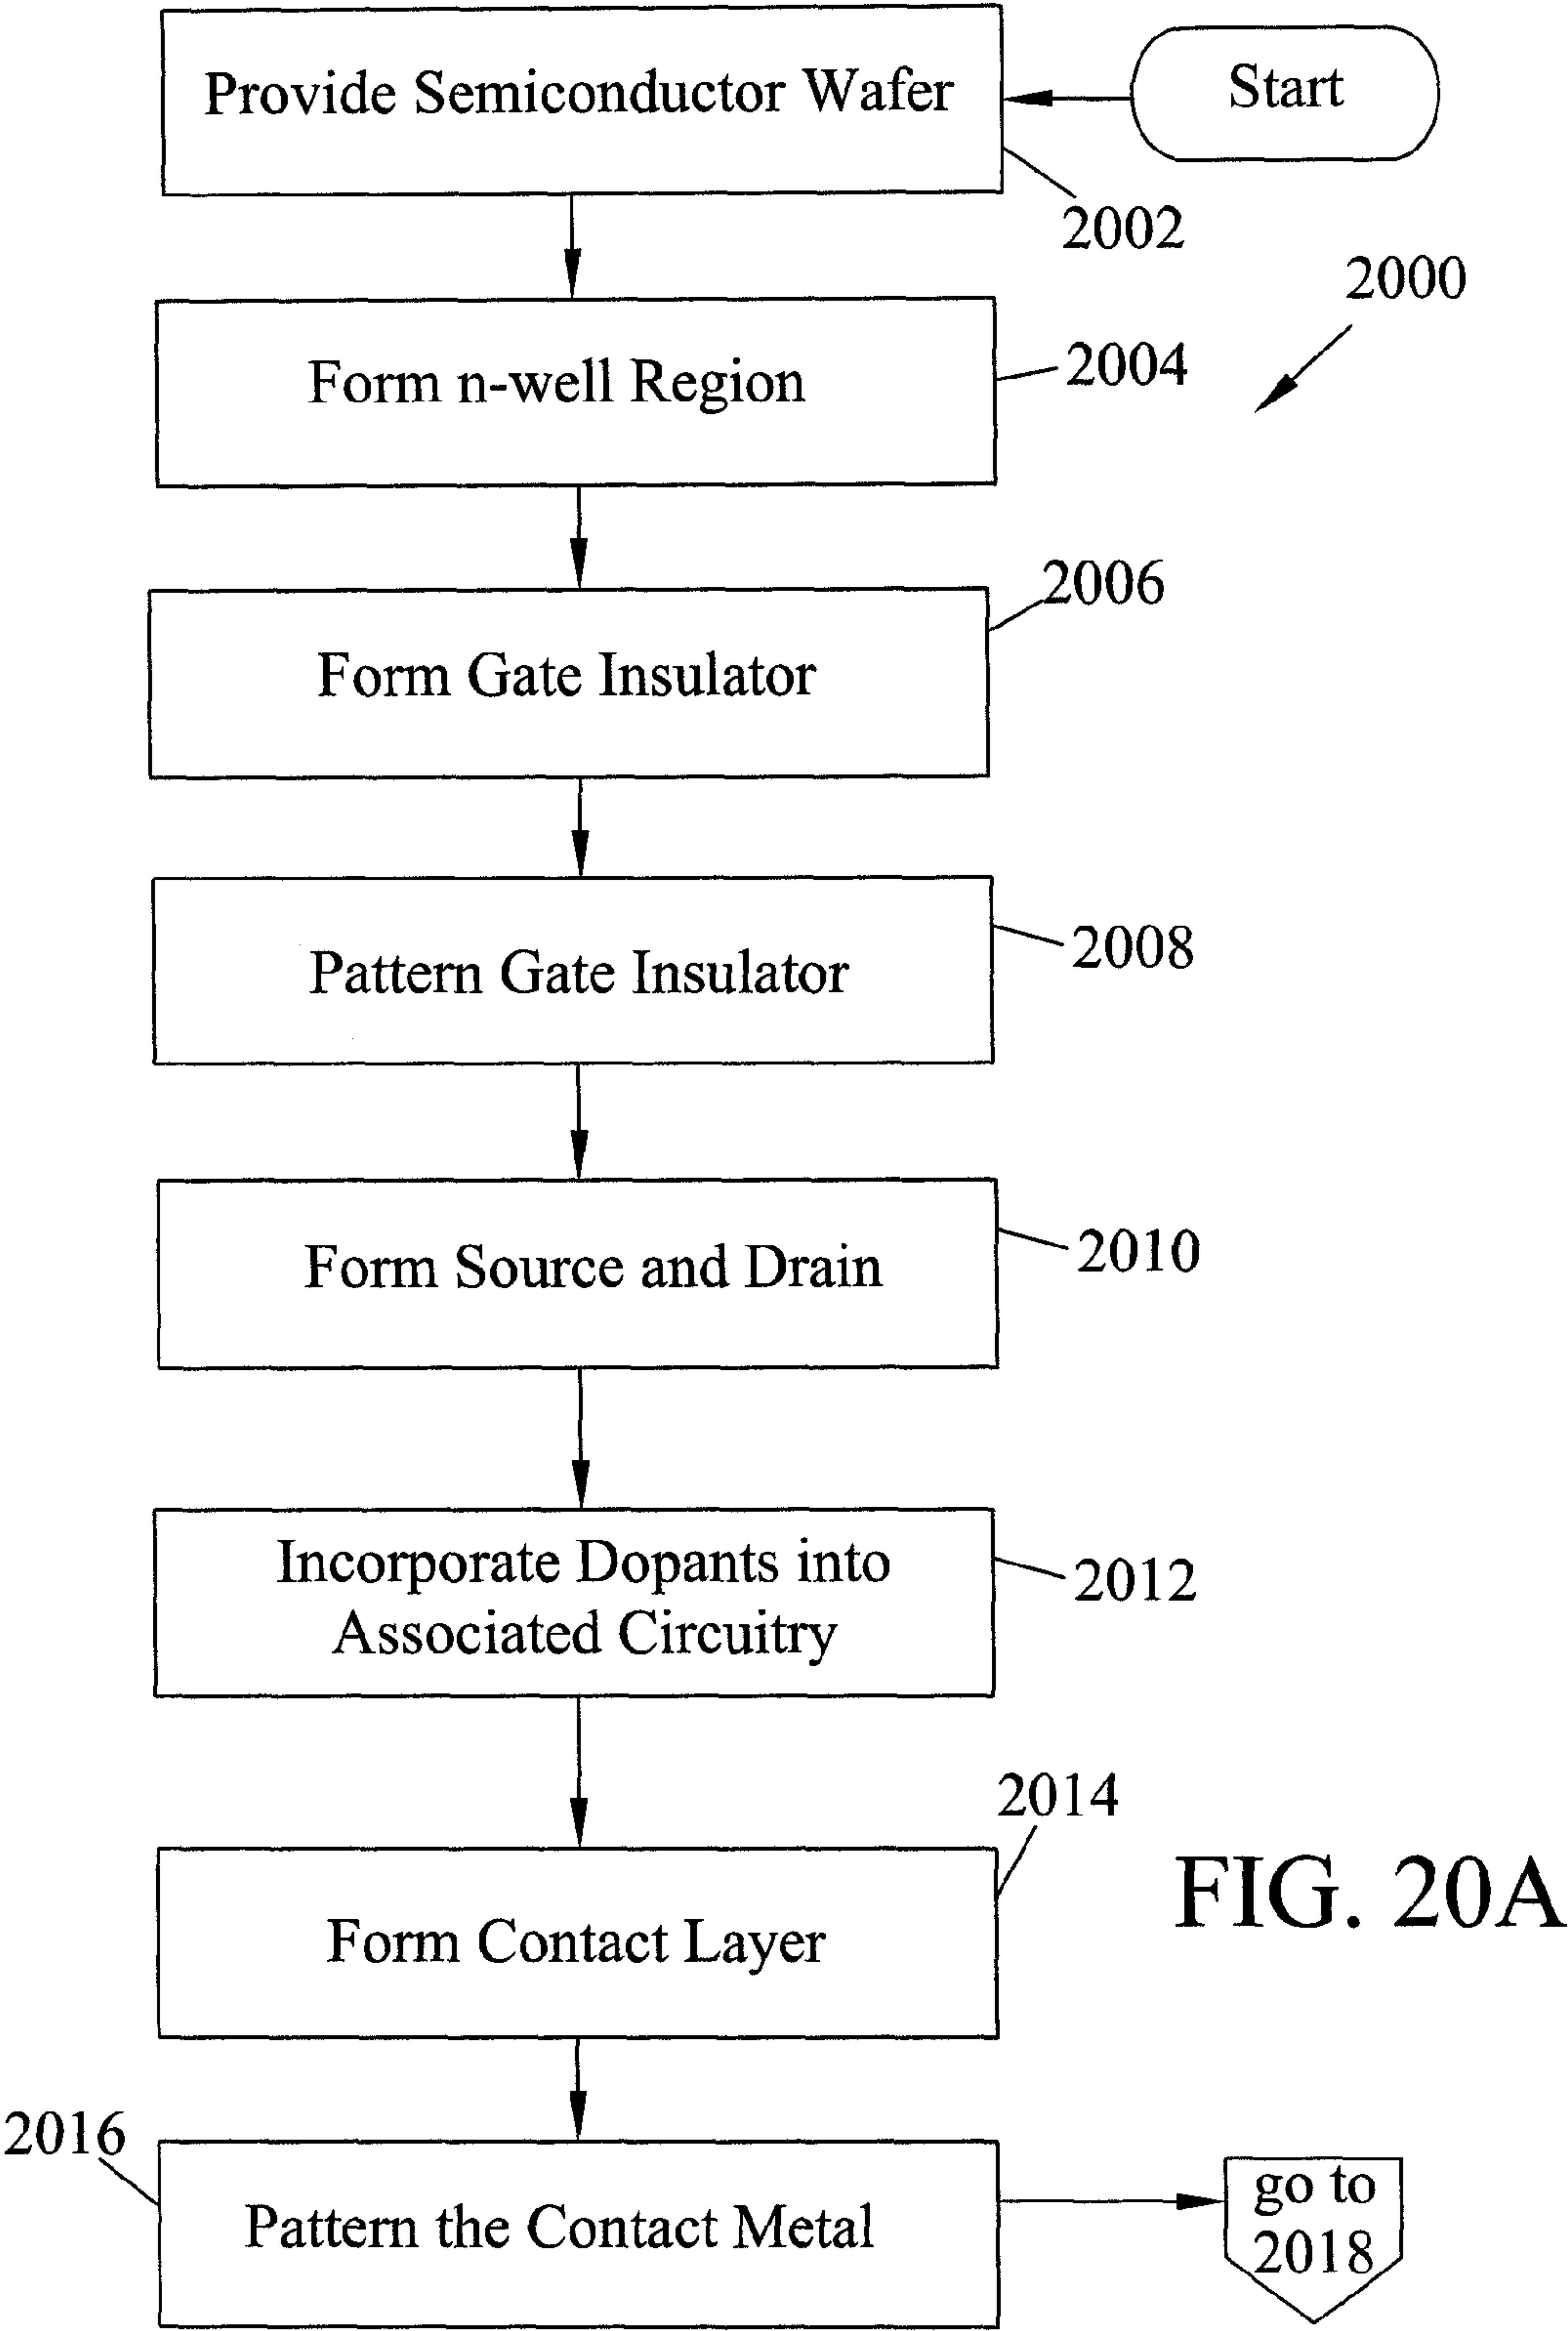 Provide Semiconductor Wafer
Start
2002
2000
Form n-well Region
2004
2006
Form Gate Insulator
Pattern Gate Insulator
2008
Form Source and Drain
2010
Incorporate Dopants into
Associated Circuitry
2012
2014
Form Contact Layer
FIG. 20A
2016
Pattern the Contact Metal
go to
2018